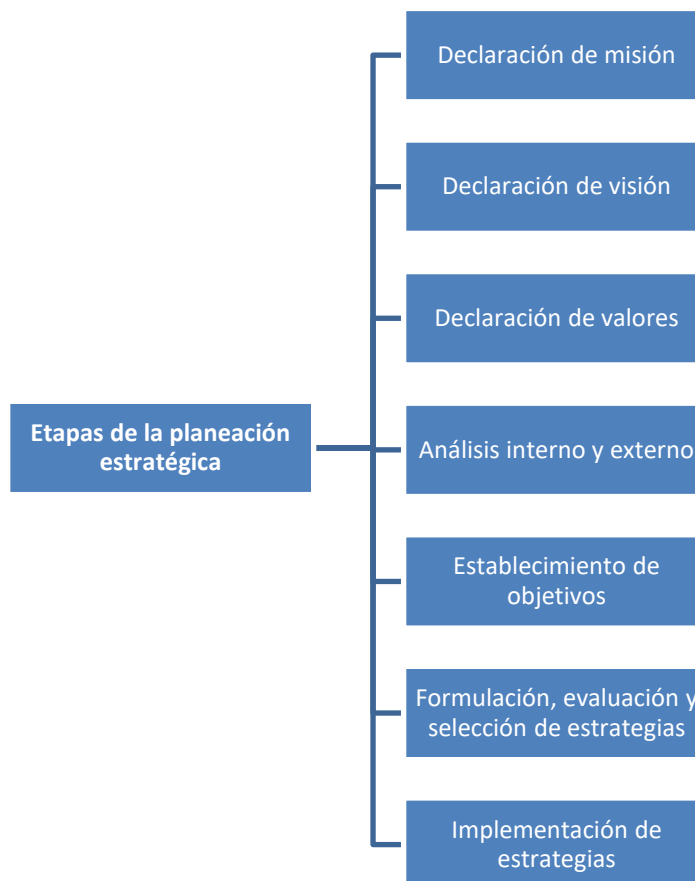 Declaración de misión
Declaración de visión
Declaración de valores
Etapas de la planeación
estratégica
Análisis interno y externo
Establecimiento de
objetivos
Formulación, evaluación y
selección de estrategias
Implementación de
estrategias